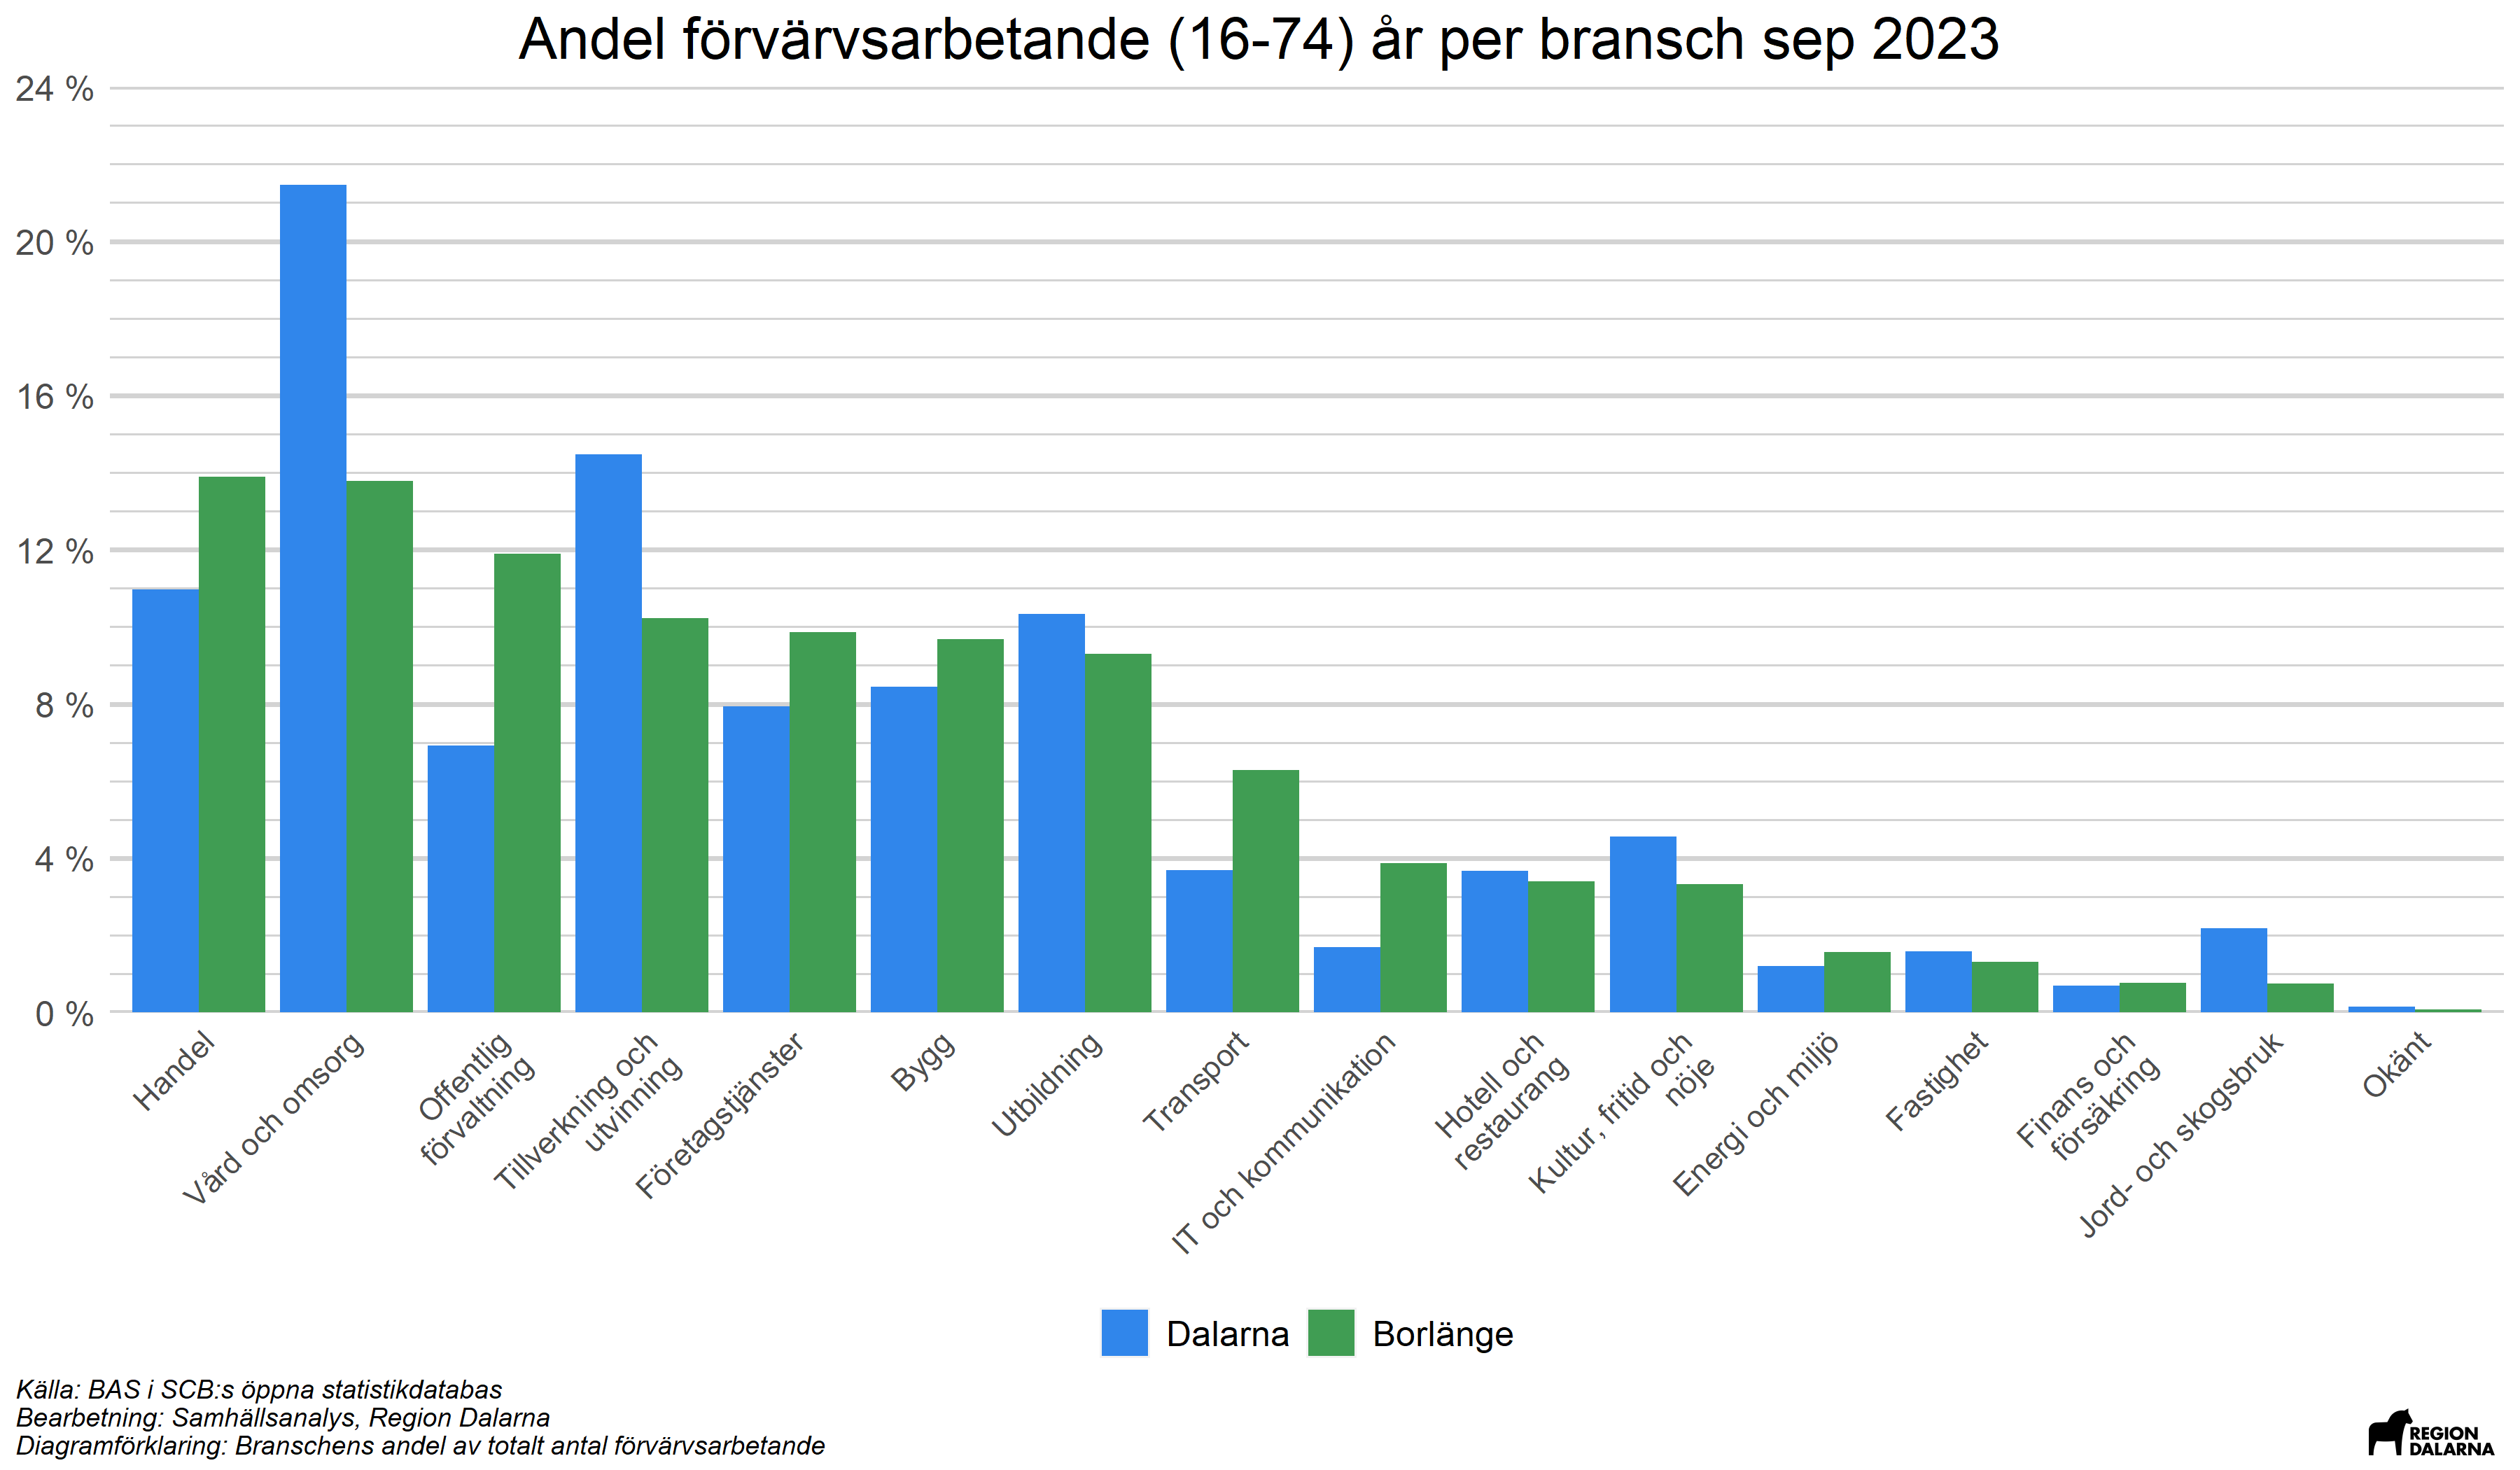 Andel förvärvsarbetande (16-74) år per bransch sep 2023
24 %
20 %
16 %
12 %
8 %
4 %
0 %
Handel
Vård och omsorg
Offentlig
förvaltning
Tillverkning och
utvinning
Företagstjänster
Bygg
Utbildning
Transport
IT och kommunikation
Hotell och
restaurang
Kultur, fritid och
nöje
Energi och miljö
Fastighet
Finans och
försäkring
Jord- och skogsbruk
Okänt
Dalarna
Borlänge
Källa: BAS i SCB:s öppna statistikdatabas
Bearbetning: Samhällsanalys, Region Dalarna
Diagramförklaring: Branschens andel av totalt antal förvärvsarbetande
REGION
DALARNA